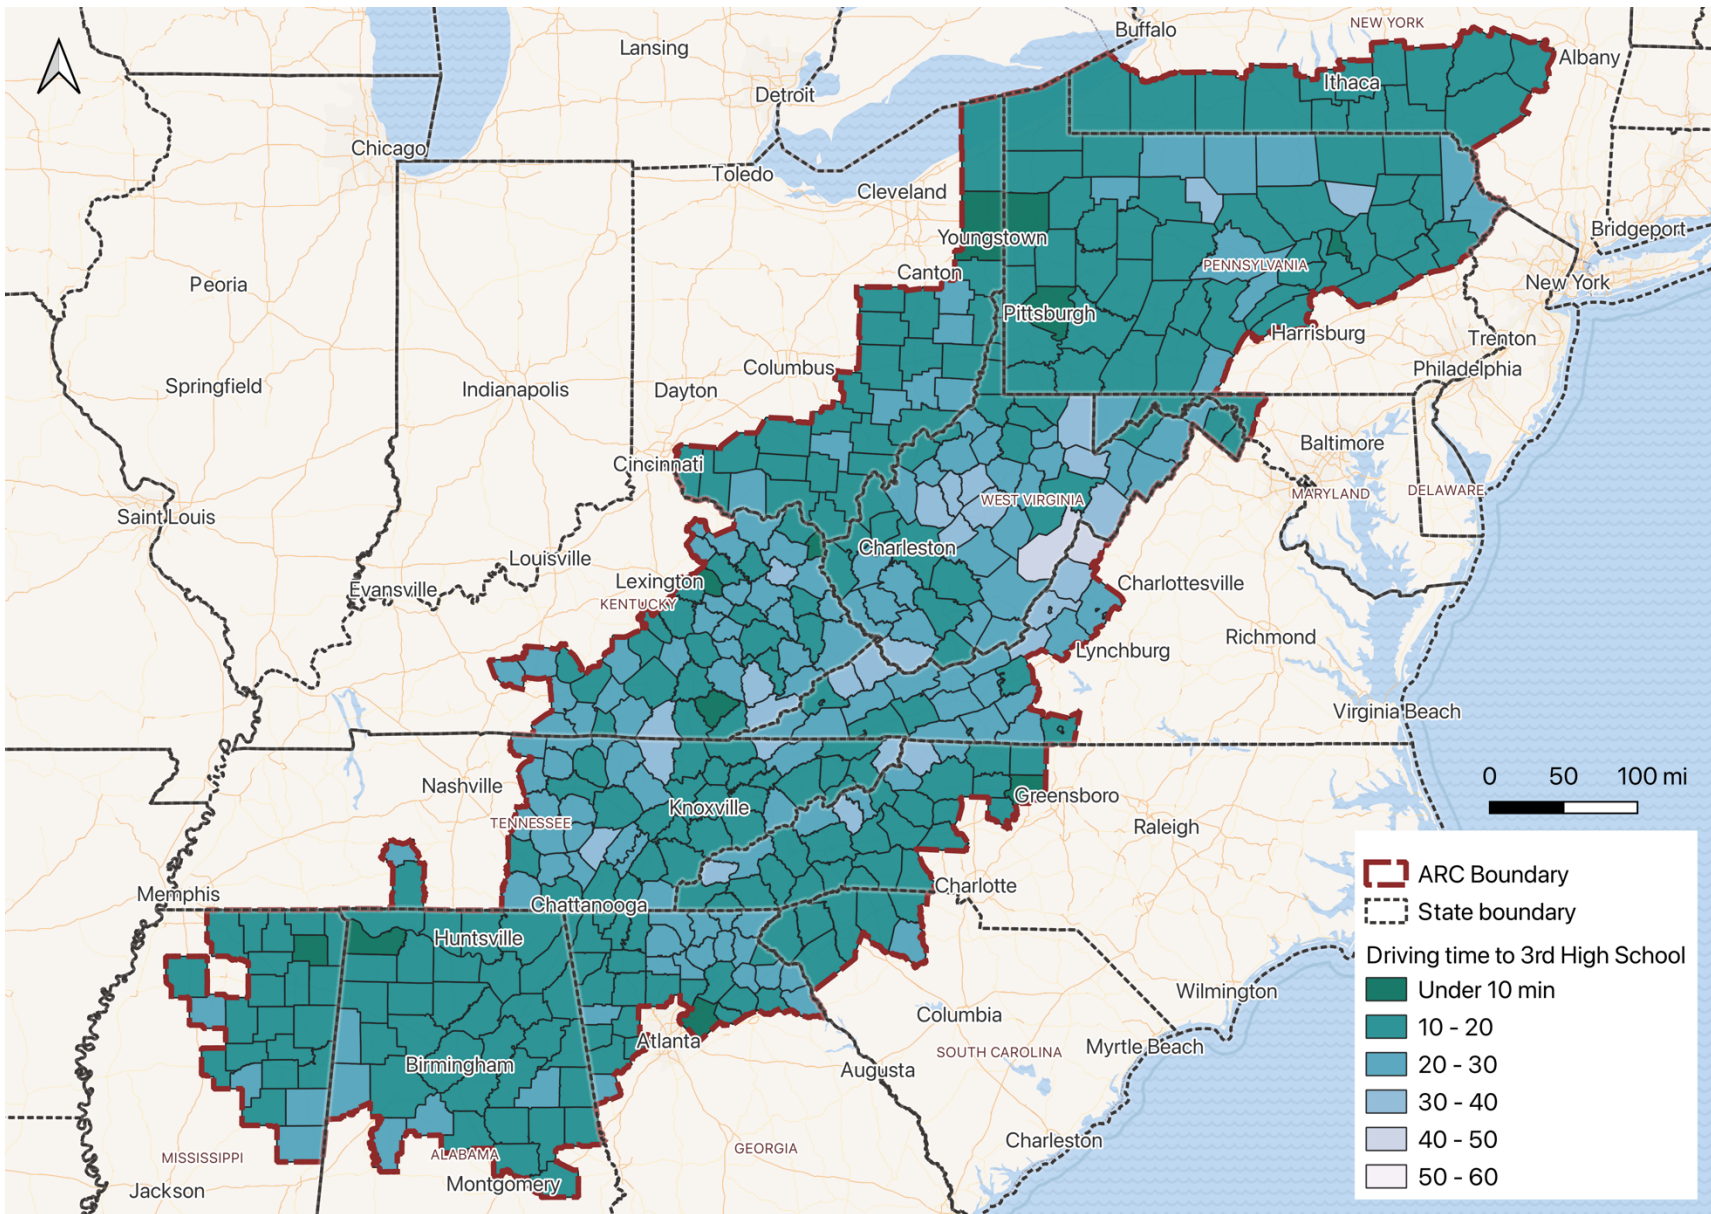 Buffalo
NEW YORK
Albany
Lansing
Ithaca
Detroit
Chicago
Toledo
Cleveland
Youngstown
Bridgeport
Canton
PENNSYLVANIA
Peoria
New York
Pittsburgh
Harrisburg
Trenton
Columbus
Philadelphia
Springfield
Indianapolis
Dayton
Baltimore
Cincinnati
MARYLAND
DELAWARE
WEST VIRGINIA
Saint Louis
Charleston
Louisville
Evansville
Lexington
Charlottesville
KENTUCKY
Richmond
Lynchburg
Virginia Beach
0 50 100 mi
Nashville
Knoxville
Greensboro
TENNESSEE
Raleigh
Memphis
Charlotte
Chattanooga
Huntsville
Wilmington
Columbia
Atlanta
Myrtle Beach
SOUTH CAROLINA
Birmingham
Augusta
Charleston
GEORGIA
MISSISSIPPI
ALABAMA
Jackson
Montgomery
ARC Boundary
State boundary
Driving time to 3rd High School
Under 10 min
10 - 20
20 - 30
30 - 40
40 - 50
50 - 60